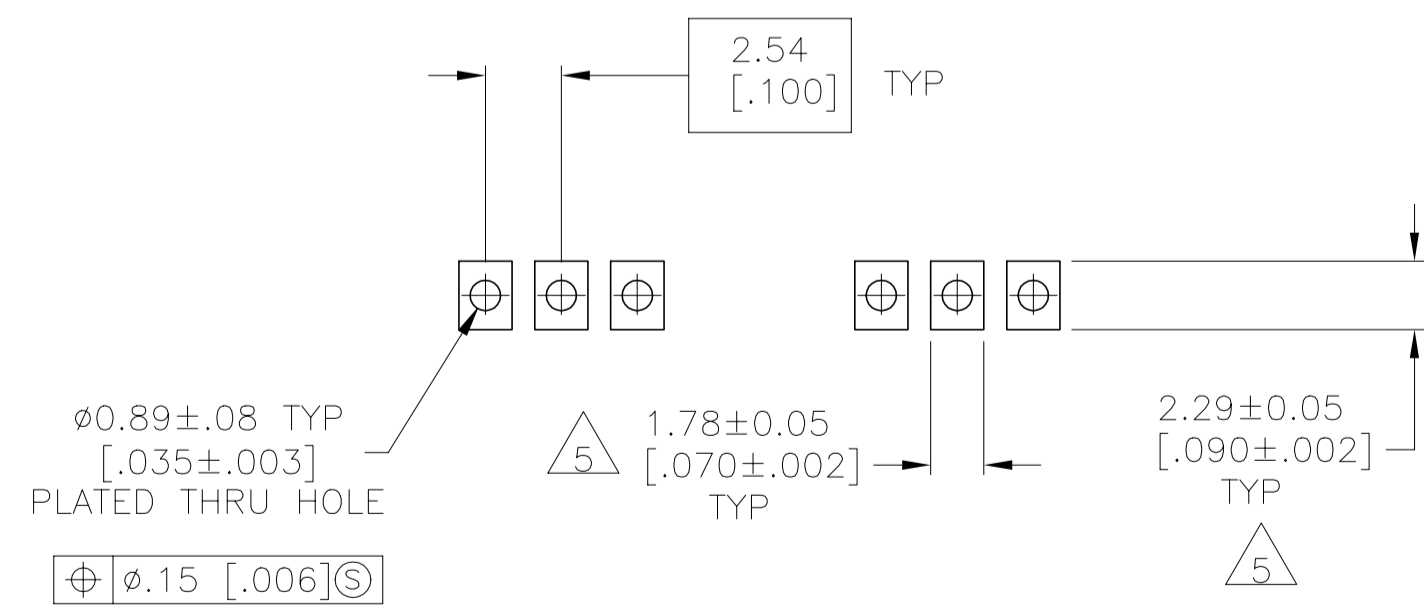 2.54
[.100]
TYP
⌀0.89±.08 TYP
[.035±.003]
PLATED THRU HOLE
⌖ ⌀.15 [.006]Ⓢ
5
1.78±0.05
[.070±.002]
TYP
2.29±0.05
[.090±.002]
TYP
5